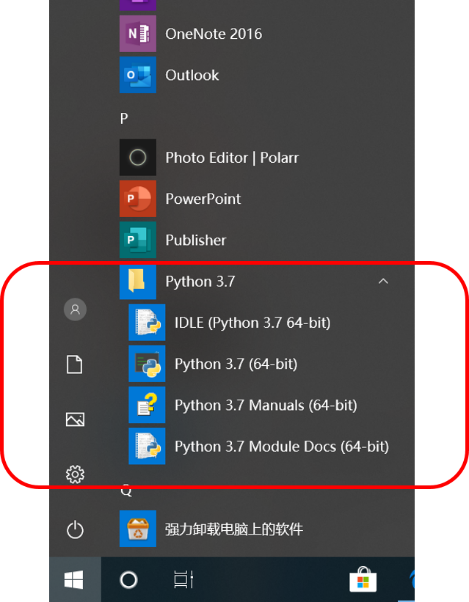 OneNote 2016
Outlook
P
Photo Editor | Polarr
PowerPoint
Publisher
Python 3.7
IDLE (Python 3.7 64-bit)
Python 3.7 (64-bit)
Python 3.7 Manuals (64-bit)
Python 3.7 Module Docs (64-bit)
Q
强力卸载电脑上的软件